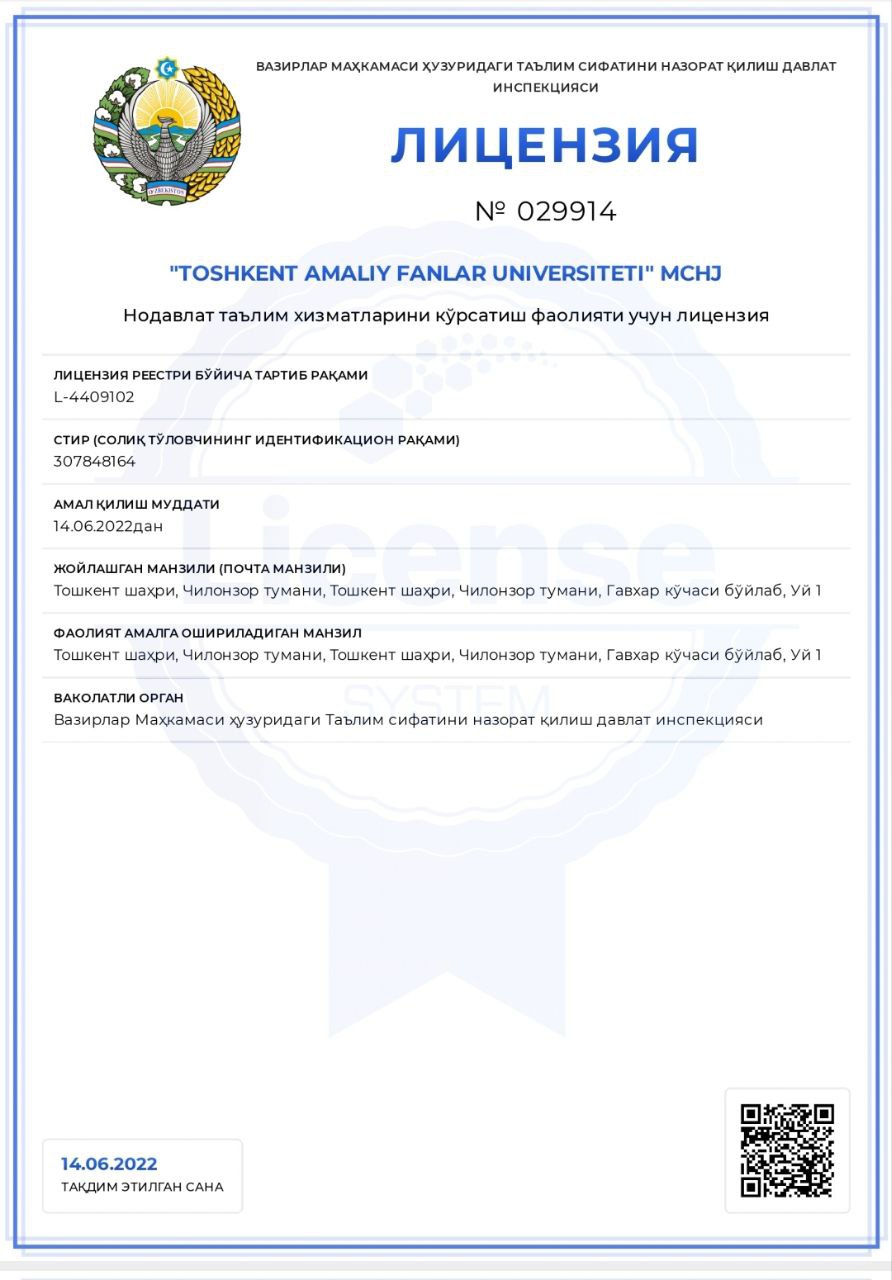 ВАЗИРЛАР МАҲКАМАСИ ҲУЗУРИДАГИ ТАЪЛИМ СИФАТИНИ НАЗОРАТ ҚИЛИШ ДАВЛАТ
ИНСПЕКЦИЯСИ
ЛИЦЕНЗИЯ
№ 029914
"TOSHKENT AMALIY FANLAR UNIVERSITETI" MCHJ
Нодавлат таълим хизматларини кўрсатиш фаолияти учун лицензия
ЛИЦЕНЗИЯ РЕЕСТРИ БЎЙИЧА ТАРТИБ РАҚАМИ
L-4409102
СТИР (СОЛИҚ ТЎЛОВЧИНИНГ ИДЕНТИФИКАЦИОН РАҚАМИ)
307848164
АМАЛ ҚИЛИШ МУДДАТИ
14.06.2022дан
ЖОЙЛАШГАН МАНЗИЛИ (ПОЧТА МАНЗИЛИ)
Тошкент шаҳри, Чилонзор тумани, Тошкент шаҳри, Чилонзор тумани, Гавхар кўчаси бўйлаб, Уй 1
ФАОЛИЯТ АМАЛГА ОШИРИЛАДИГАН МАНЗИЛ
Тошкент шаҳри, Чилонзор тумани, Тошкент шаҳри, Чилонзор тумани, Гавхар кўчаси бўйлаб, Уй 1
ВАКОЛАТЛИ ОРГАН
Вазирлар Маҳкамаси ҳузуридаги Таълим сифатини назорат қилиш давлат инспекцияси
License
SYSTEM
14.06.2022
ТАҚДИМ ЭТИЛГАН САНА
O'ZBEKISTON